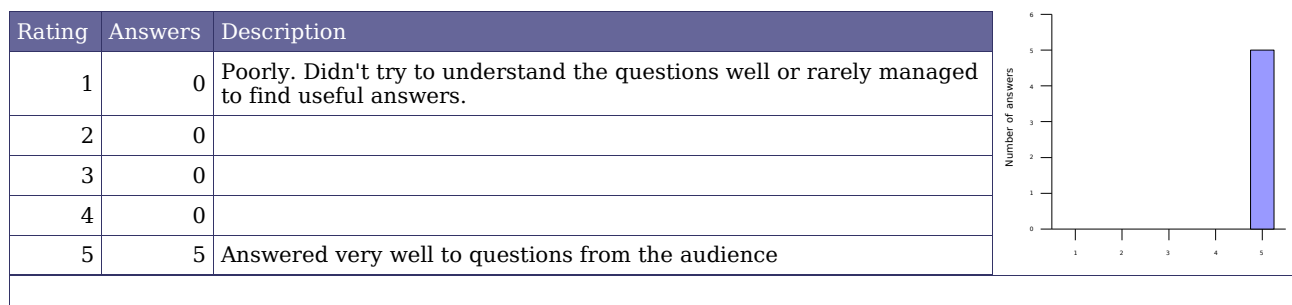 Rating Answers Description
1 0 Poorly. Didn't try to understand the questions well or rarely managed
to find useful answers.
2 0
3 0
4 0
5 5 Answered very well to questions from the audience
Number of answers
6
5
4
3
2
1
0
1 2 3 4 5